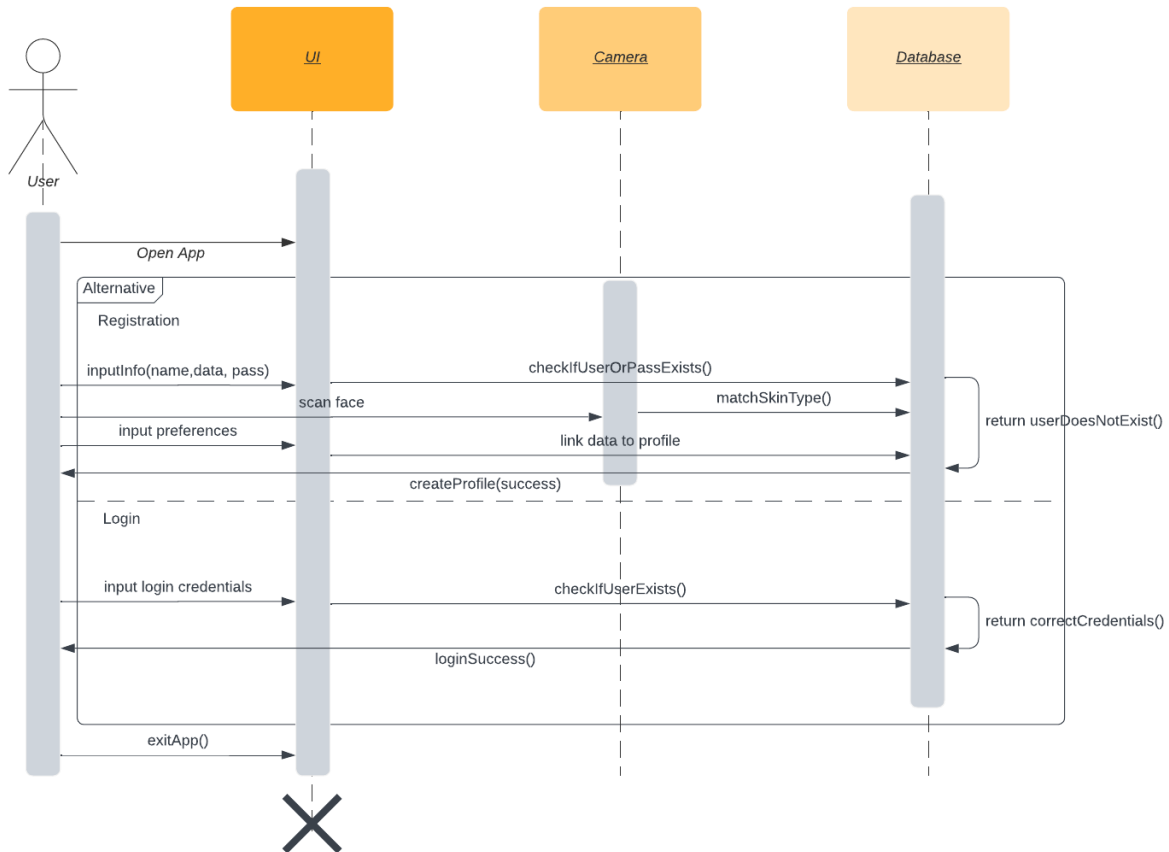 UI
Camera
Database
User
Open App
Alternative
Registration
inputInfo(name,data, pass)
checkIfUserOrPassExists()
scan face
matchSkinType()
return userDoesNotExist()
input preferences
link data to profile
createProfile(success)
Login
input login credentials
checkIfUserExists()
return correctCredentials()
loginSuccess()
exitApp()